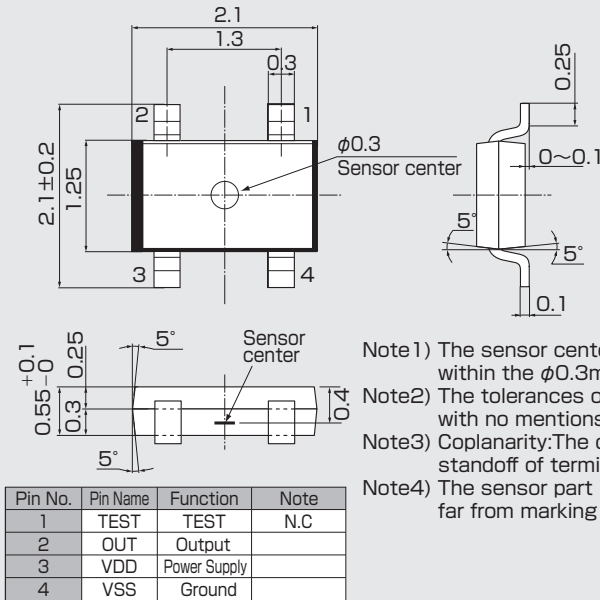 2.1
1.3
0.3
2
1
φ0.3
Sensor center
2.1±0.2
1.25
3
4
0.25
0～0.1
5°
5°
0.1
5°
Sensor
center
0.55 +0.1 -0
0.25
0.3
0.4
5°
Note1) The sensor
within the φ0.3m
Note2) The tolerances
with no mentions
Note3) Coplanarity:The
standoff of
Note4) The sensor part
far from marking
Pin No. Pin Name Function Note
1 TEST TEST N.C
2 OUT Output
3 VDD Power Supply
4 VSS Ground